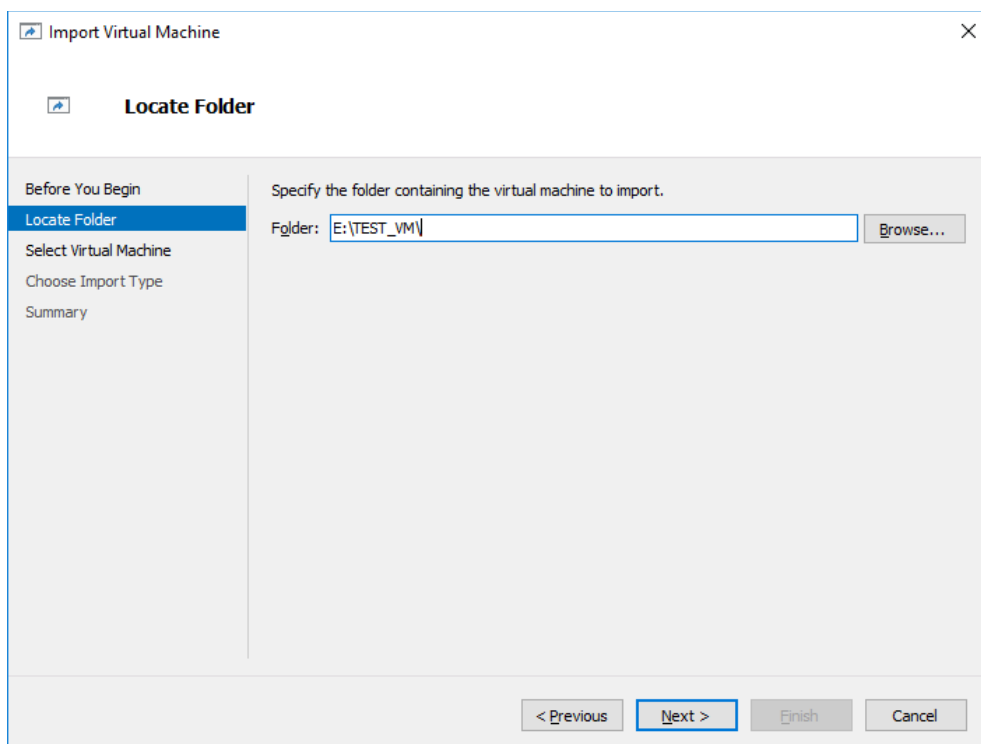 Import Virtual Machine
Locate Folder
Before You Begin
Locate Folder
Select Virtual Machine
Choose Import Type
Summary
Specify the folder containing the virtual machine to import.
Folder: E:\TEST_VM\ Browse...
< Previous Next > Finish Cancel